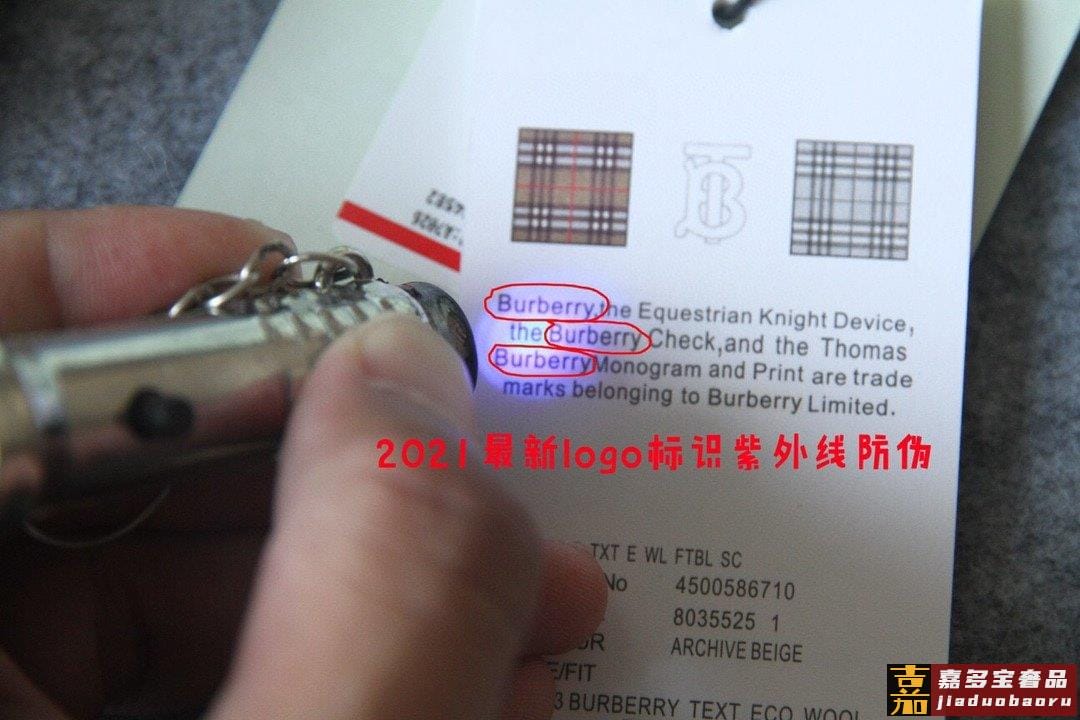 Burberry,the Equestrian Knight Device,
the Burberry Check,and the Thomas
Burberry Monogram and Print are trade
marks belonging to Burberry Limited.
2021最新logo标识紫外线防伪
TXT E WL FTBL SC
No 4500586710
8035525 1
ARCHIVE BEIGE
E/FIT
3 BURBERRY TEXT ECO WOOL
嘉多宝奢品
jiaduobaoru